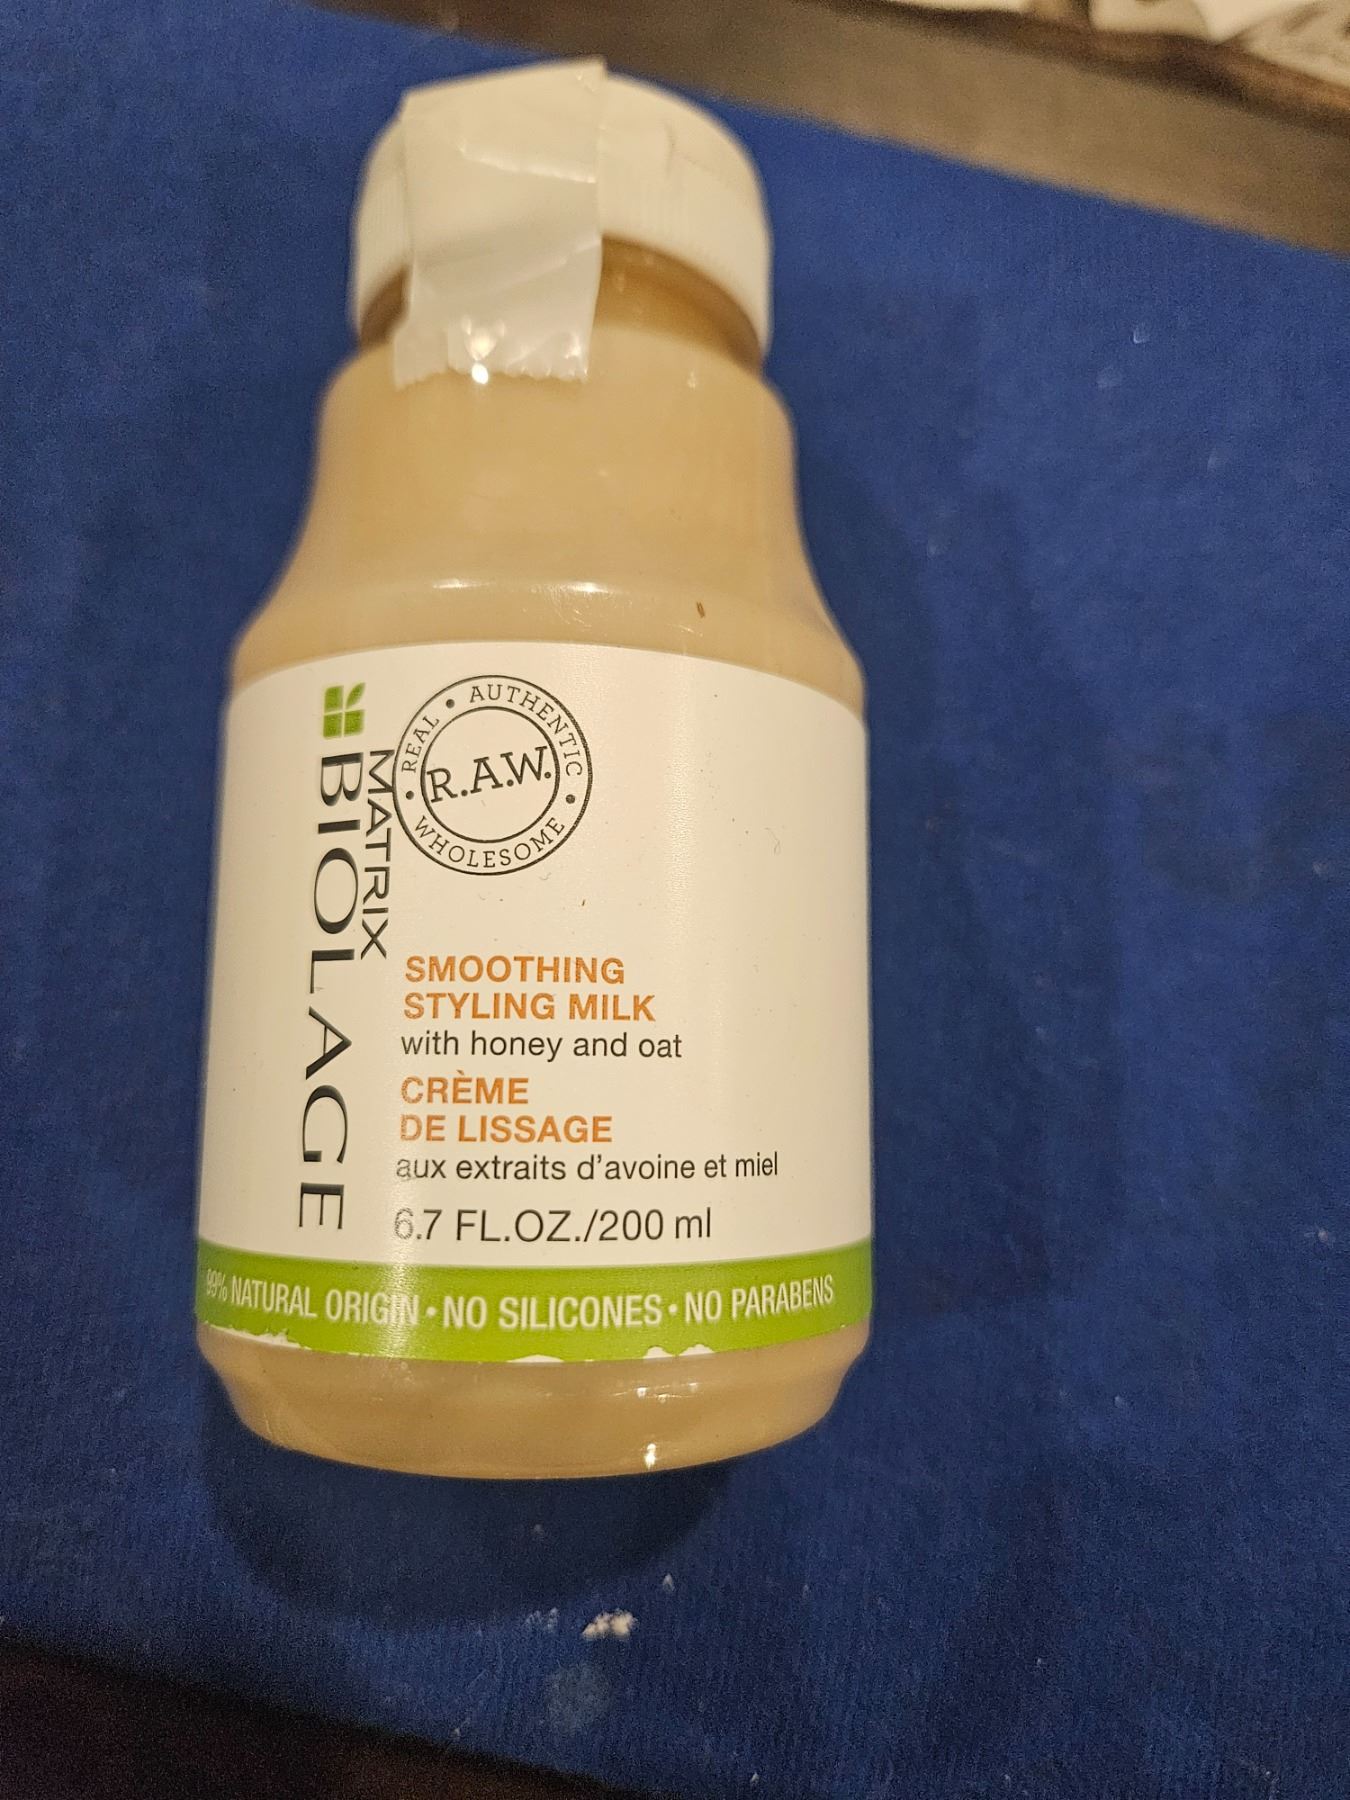 REAL • AUTHENTIC • WHOLESOME •
R.A.W.
MATRIX
BIOLAGE
SMOOTHING
STYLING MILK
with honey and oat
CRÈME
DE LISSAGE
aux extraits d'avoine et miel
6.7 FL.OZ./200 ml
99% NATURAL ORIGIN • NO SILICONES • NO PARABENS